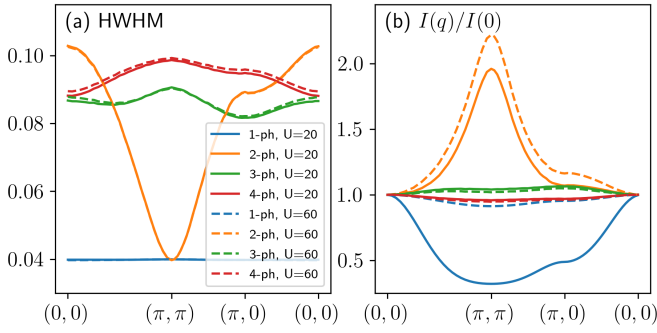 (a) HWHM
0.10
0.08
0.06
0.04
1-ph, U=20
2-ph, U=20
3-ph, U=20
4-ph, U=20
1-ph, U=60
2-ph, U=60
3-ph, U=60
4-ph, U=60
(0, 0) (π, π) (π, 0) (0, 0)
(b) I(q)/I(0)
2.0
1.5
1.0
0.5
(0, 0) (π, π) (π, 0) (0, 0)